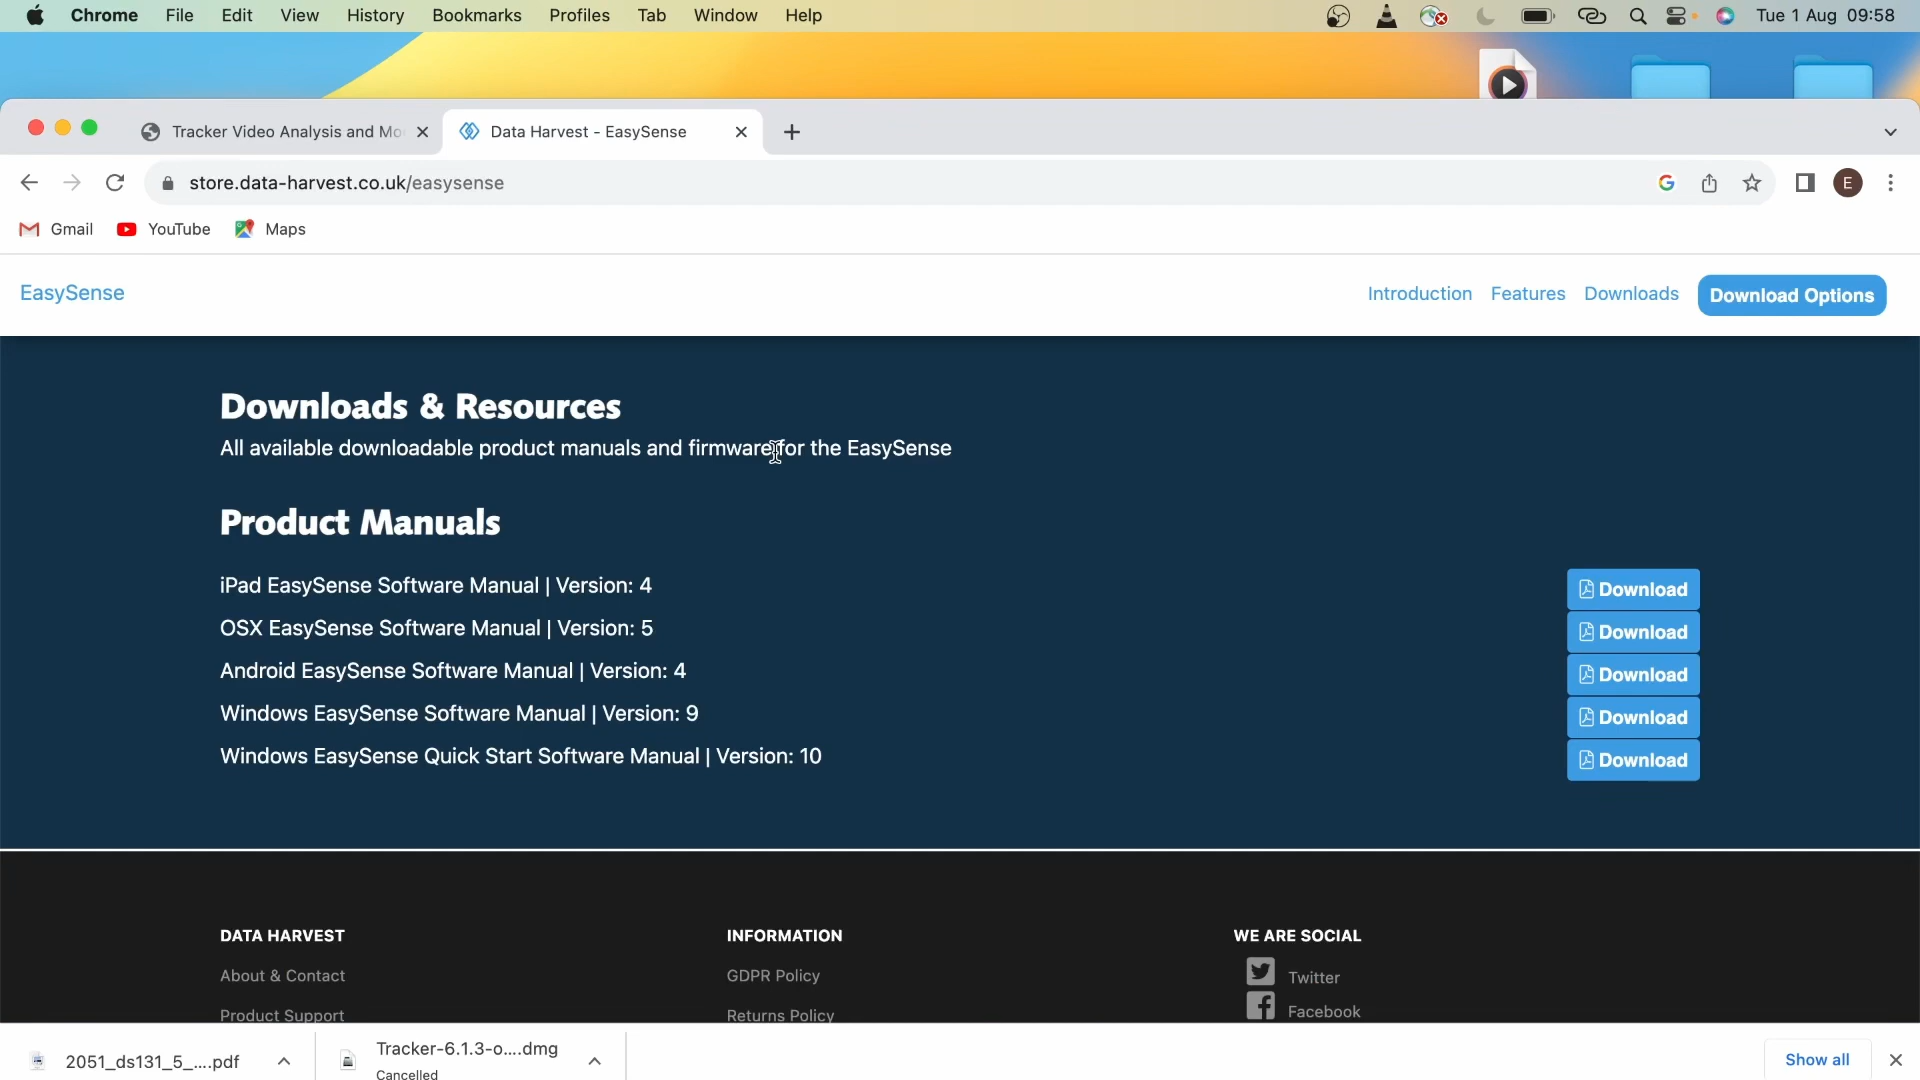 Chrome File Edit View History Bookmarks Profiles Tab Window Help Tue 1 Aug 09:58
Tracker Video Analysis and Mo Data Harvest - EasySense
store.data-harvest.co.uk/easysense E
Gmail YouTube Maps
EasySense Introduction Features Downloads Download Options
Downloads & Resources
All available downloadable product manuals and firmware for the EasySense
Product Manuals
iPad EasySense Software Manual | Version: 4 Download
OSX EasySense Software Manual | Version: 5 Download
Android EasySense Software Manual | Version: 4 Download
Windows EasySense Software Manual | Version: 9 Download
Windows EasySense Quick Start Software Manual | Version: 10 Download
DATA HARVEST INFORMATION WE ARE SOCIAL
About & Contact GDPR Policy Twitter
Product Support Returns Policy Facebook
2051_ds131_5_....pdf Tracker-6.1.3-o....dmg Show all
Cancelled